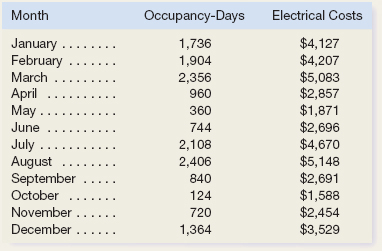 Month Occupancy-Days Electrical Costs
January ........ 1,736 $4,127
February ....... 1,904 $4,207
March .......... 2,356 $5,083
April .......... 960 $2,857
May ........... 360 $1,871
June .......... 744 $2,696
July ........... 2,108 $4,670
August ........ 2,406 $5,148
September ..... 840 $2,691
October ....... 124 $1,588
November ...... 720 $2,454
December ...... 1,364 $3,529